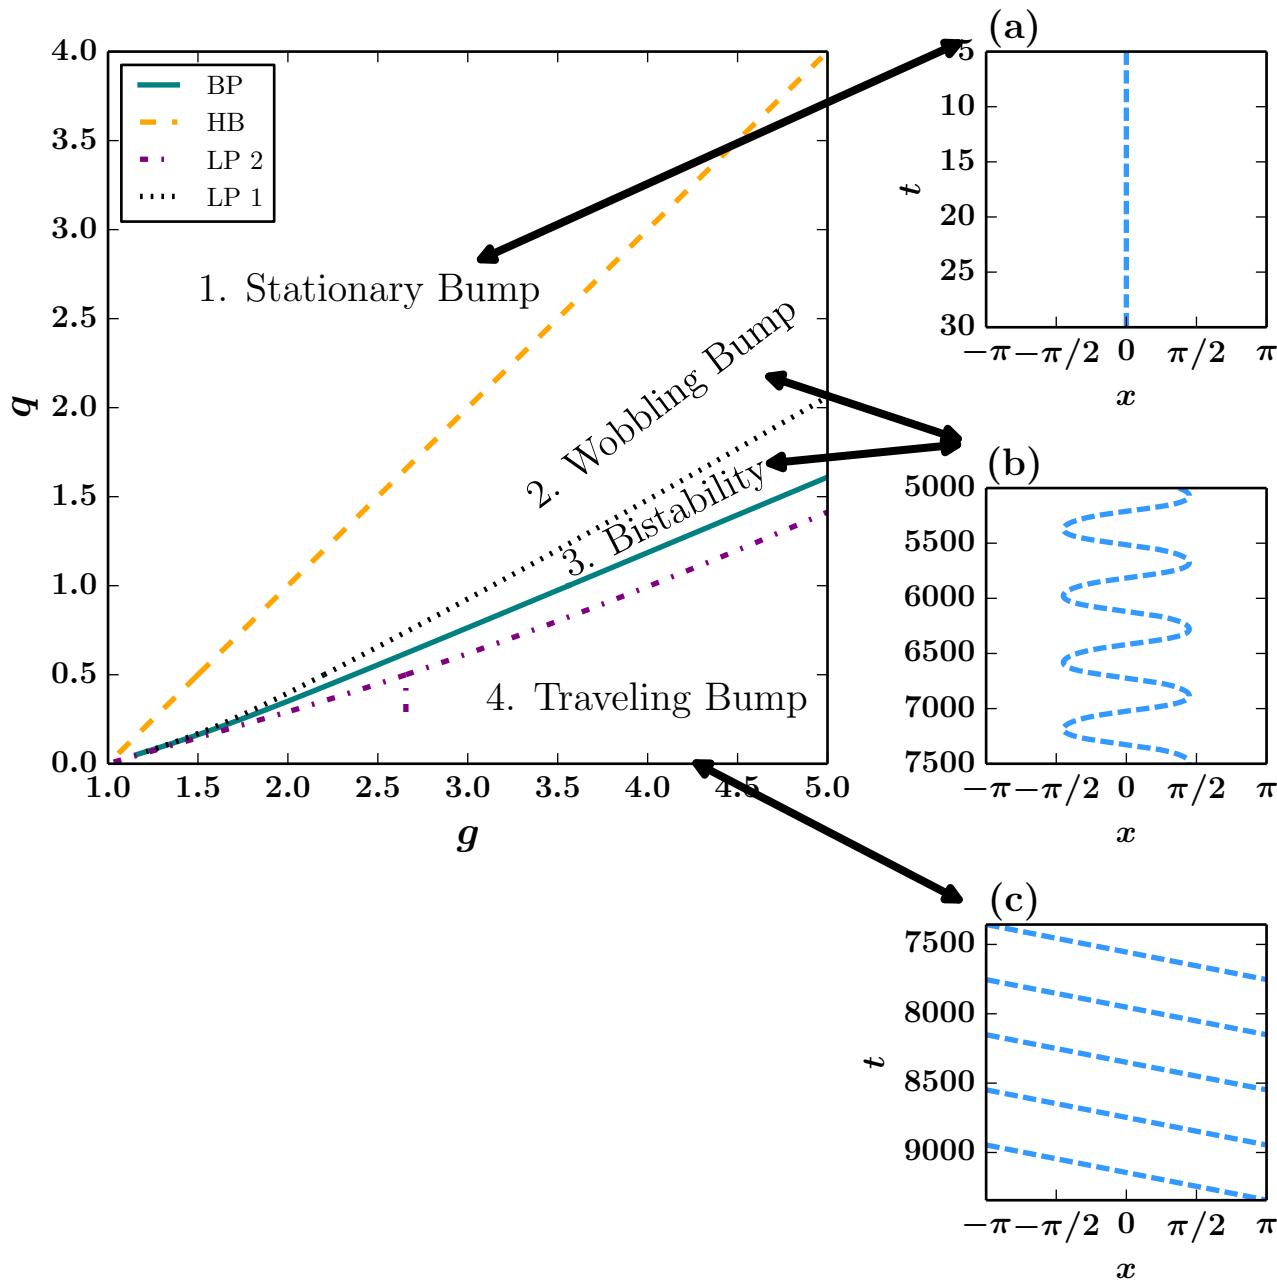 BP
HB
LP 2
LP 1
4.0
3.5
3.0
2.5
2.0
1.5
1.0
0.5
0.0
q
1.0 1.5 2.0 2.5 3.0 3.5 4.0 4.5 5.0
g
1. Stationary Bump
2. Wobbling Bump
3. Bistability
4. Traveling Bump
(a)
5
10
15
20
25
30
t
−π −π/2 0 π/2 π
x
(b)
5000
5500
6000
6500
7000
7500
−π −π/2 0 π/2 π
x
(c)
7500
8000
8500
9000
t
−π −π/2 0 π/2 π
x